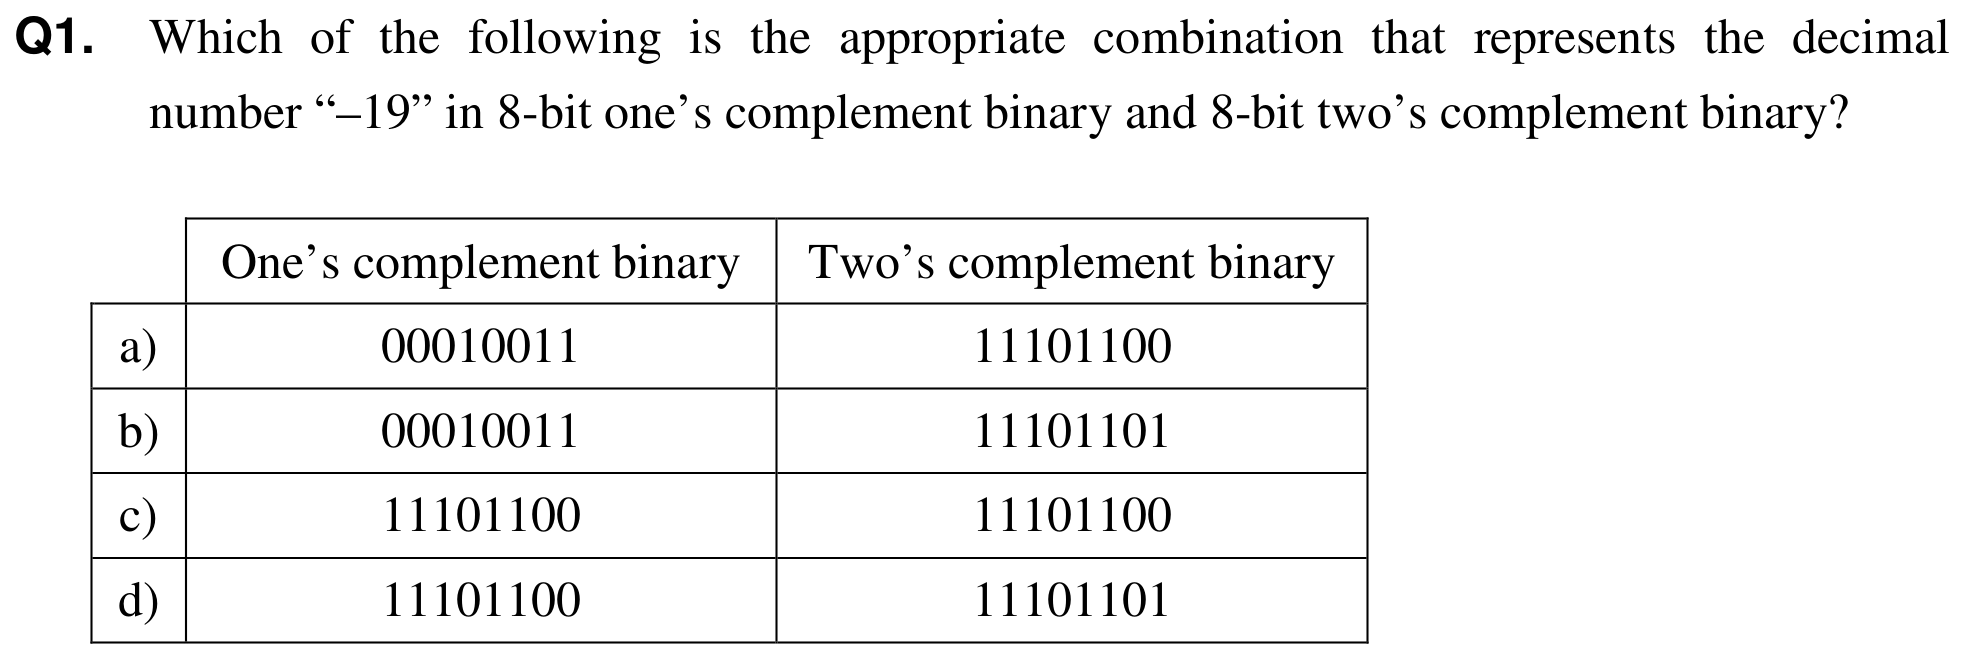 Q1. Which of the following is the appropriate combination that represents the decimal
number “–19” in 8-bit one’s complement binary and 8-bit two’s complement binary?
One’s complement binary Two’s complement binary
a) 00010011 11101100
b) 00010011 11101101
c) 11101100 11101100
d) 11101100 11101101